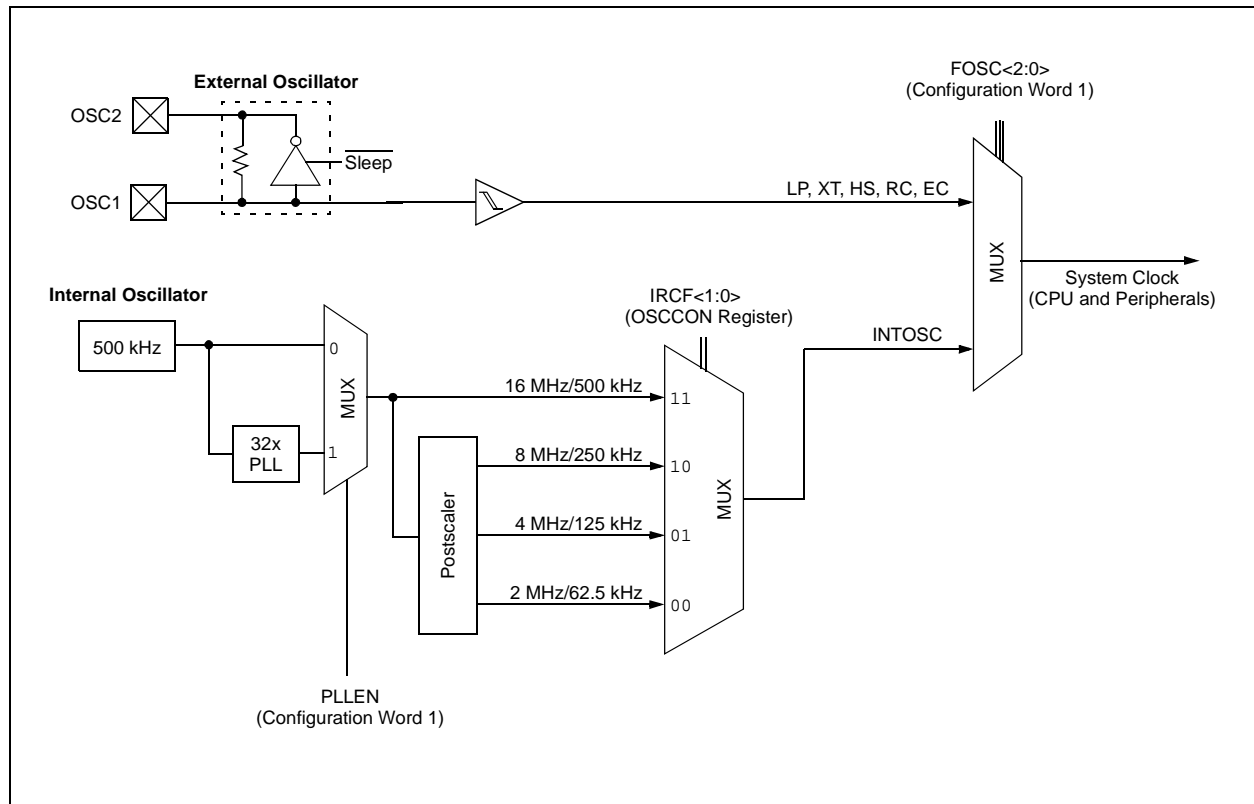 FOSC<2:0>
(Configuration Word 1)
External Oscillator
OSC2
Sleep
OSC1
LP, XT, HS, RC, EC
MUX
System Clock
(CPU and Peripherals)
Internal Oscillator
IRCF<1:0>
(OSCCON Register)
INTOSC
500 kHz
0
MUX
1
32x
PLL
16 MHz/500 kHz
11
8 MHz/250 kHz
10
MUX
Postscaler
4 MHz/125 kHz
01
2 MHz/62.5 kHz
00
PLLEN
(Configuration Word 1)